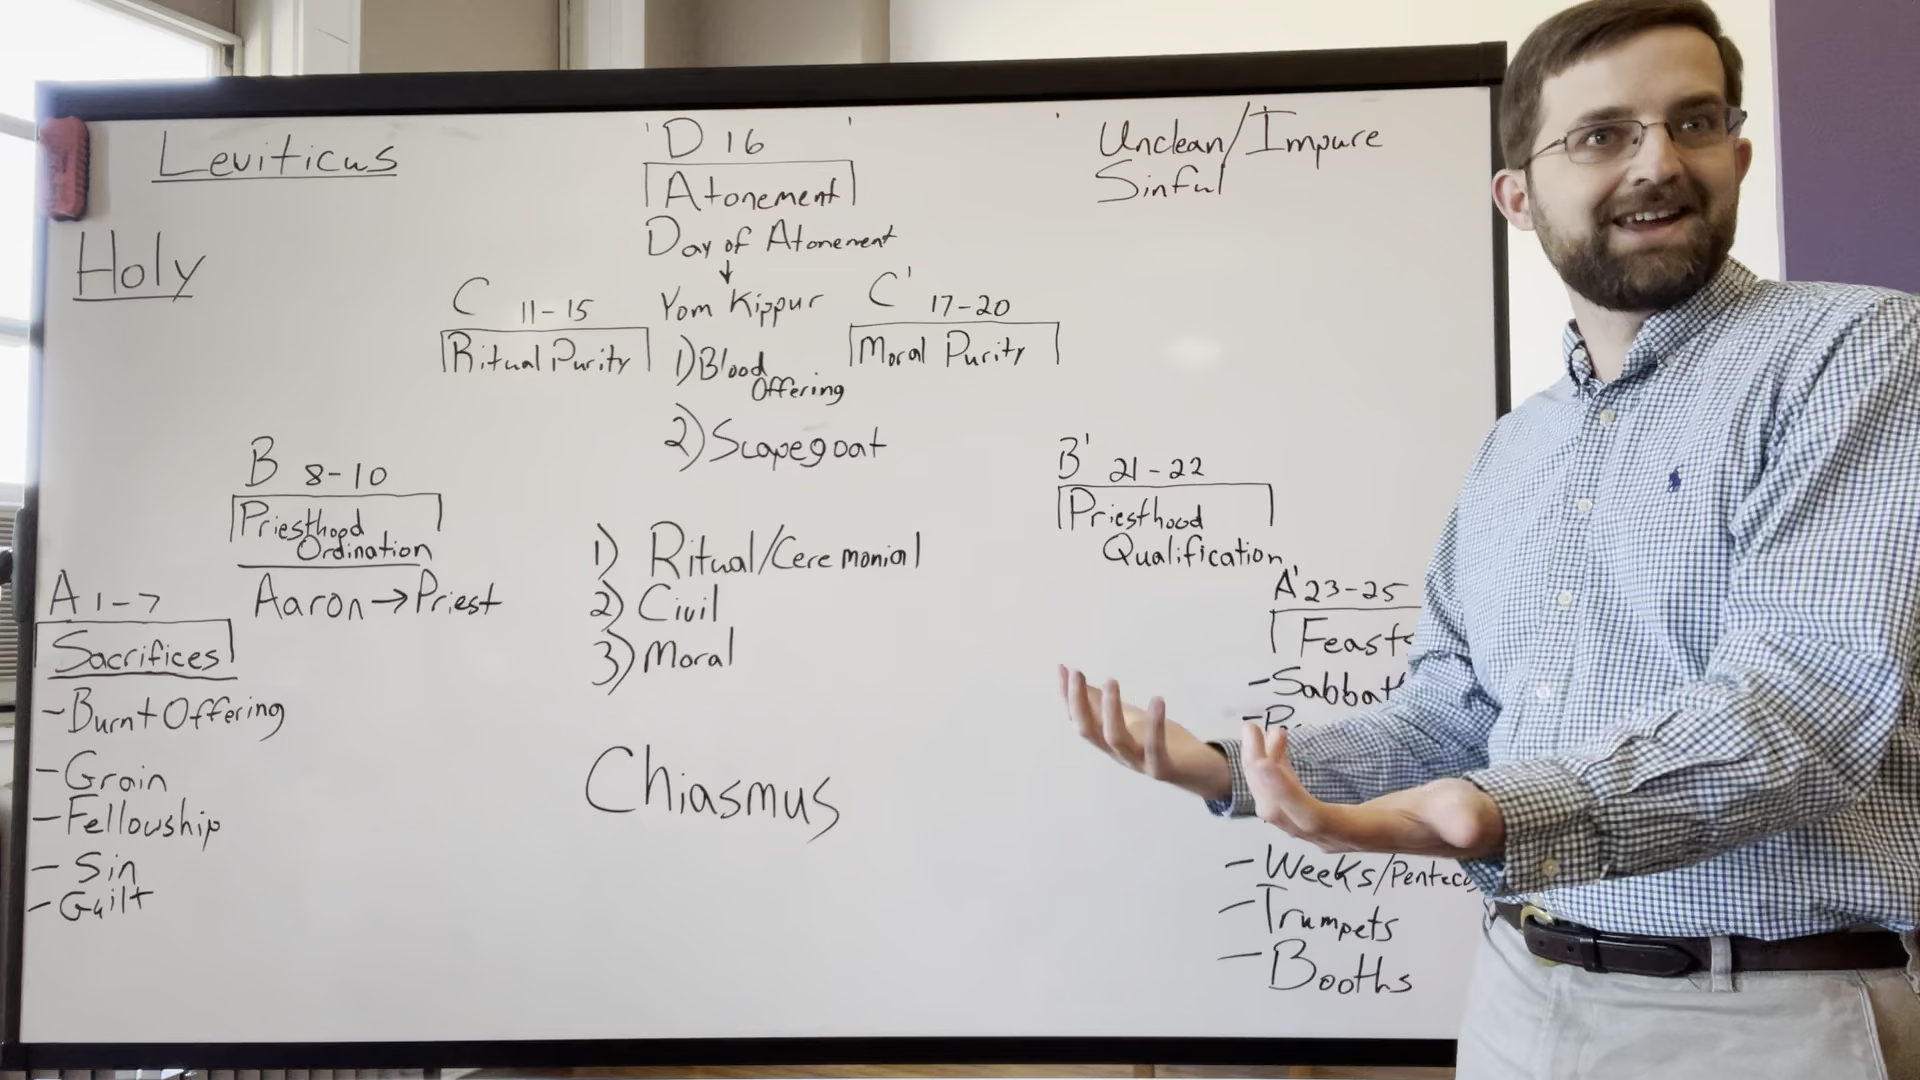 Leviticus
Holy
D 16
Atonement
Day of Atonement
↓
Yom Kippur
1) Blood
Offering
2) Scapegoat
Unclean/Impure
Sinful
C 11-15
Ritual Purity
C' 17-20
Moral Purity
B 8-10
Priesthood
Ordination
Aaron → Priest
B' 21-22
Priesthood
Qualification
A 1-7
Sacrifices
- Burnt Offering
- Grain
- Fellowship
- Sin
- Guilt
1) Ritual/Ceremonial
2) Civil
3) Moral
Chiasmus
A' 23-25
Feasts
- Sabbath
- Weeks/Penteco
- Trumpets
- Booths